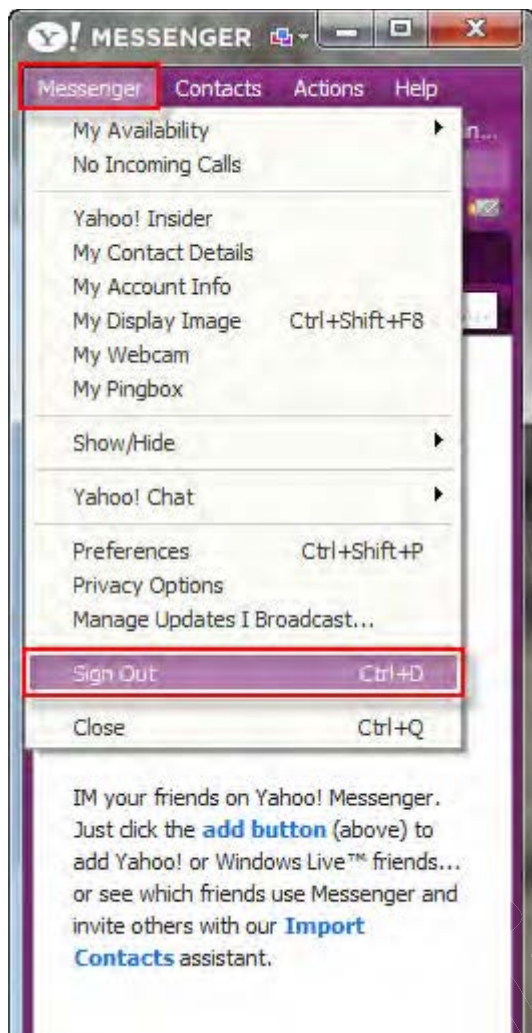 Y! MESSENGER
Messenger Contacts Actions Help
n...
My Availability
No Incoming Calls
Yahoo! Insider
My Contact Details
My Account Info
My Display Image Ctrl+Shift+F8
My Webcam
My Pingbox
Show/Hide
Yahoo! Chat
Preferences Ctrl+Shift+P
Privacy Options
Manage Updates I Broadcast...
Sign Out Ctrl+D
Close Ctrl+Q
IM your friends on Yahoo! Messenger.
Just click the add button (above) to
add Yahoo! or Windows Live™ friends...
or see which friends use Messenger and
invite others with our Import
Contacts assistant.